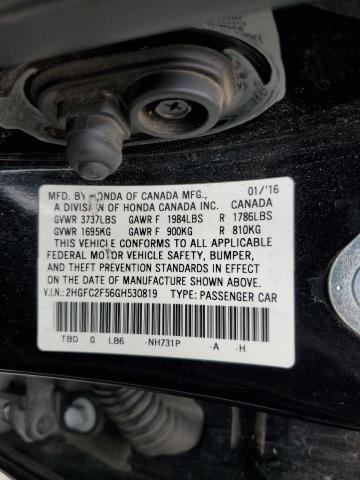 MFD. BY HONDA OF CANADA MFG., 01/'16
A DIVISION OF HONDA CANADA INC. CANADA
GVWR 3737LBS GAWR F 1984LBS R 1786LBS
GVWR 1695KG GAWR F 900KG R 810KG
THIS VEHICLE CONFORMS TO ALL APPLICABLE
FEDERAL MOTOR VEHICLE SAFETY, BUMPER,
AND THEFT PREVENTION STANDARDS IN EFFECT
ON THE DATE OF MANUFACTURE SHOWN ABOVE.
V.I.N.: 2HGFC2F56GH530819 TYPE: PASSENGER CAR
TBD G LB6 -NH731P -A -H